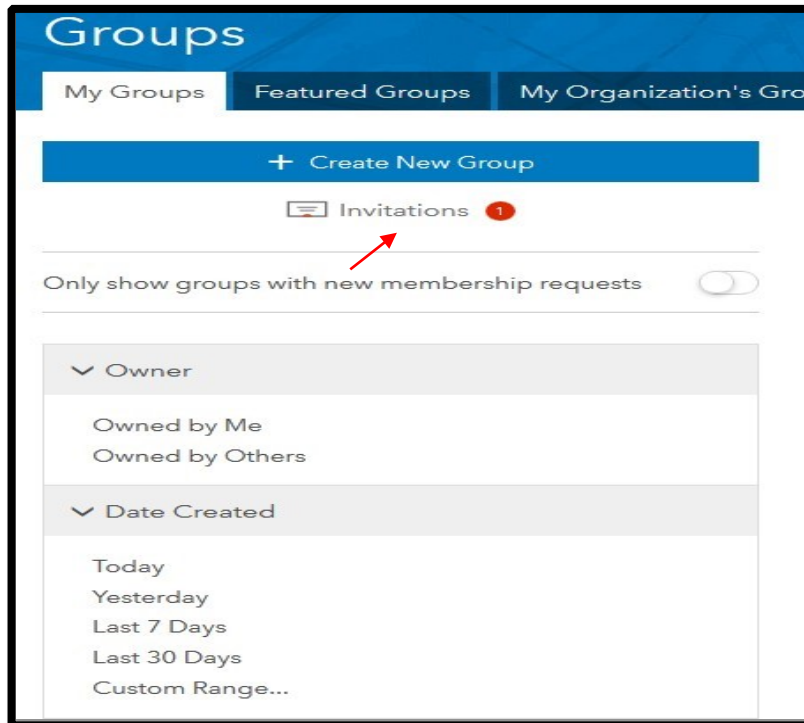 Groups
My Groups Featured Groups My Organization's Gro
+ Create New Group
Invitations 1
Only show groups with new membership requests
Owner
Owned by Me
Owned by Others
Date Created
Today
Yesterday
Last 7 Days
Last 30 Days
Custom Range...